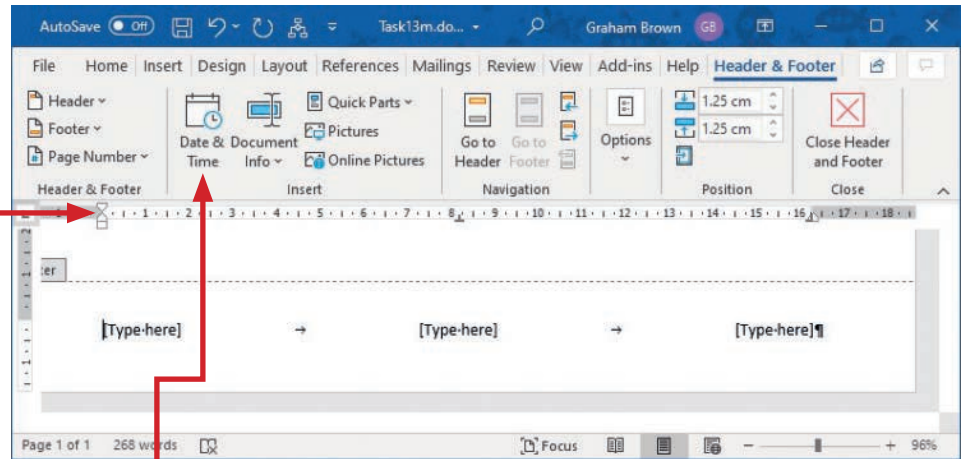 AutoSave Off Task13m.do... Graham Brown GB
File Home Insert Design Layout References Mailings Review View Add-ins Help Header & Footer
Header
Footer
Page Number
Date & Time
Document Info
Quick Parts
Pictures
Online Pictures
Go to Header
Go to Footer
Options
1.25 cm
1.25 cm
Close Header and Footer
Header & Footer Insert Navigation Position Close
1 2 3 4 5 6 7 8 9 10 11 12 13 14 15 16 17 18
[Type·here] → [Type·here] → [Type·here]¶
Page 1 of 1 268 words Focus 96%